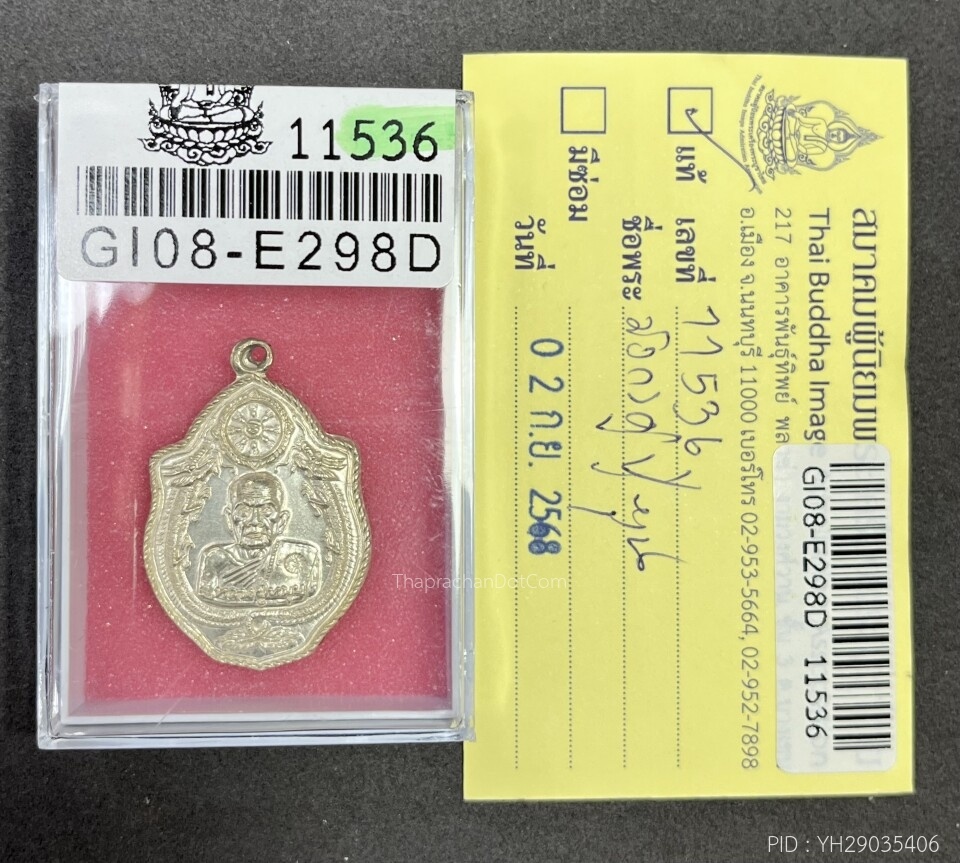 11536
GI08-E298D
ThaprachanDotCom
สมาคมผู้นิยมพร
Thai Buddha Image
217 อาคารพันธุ์ทิพย์
อ.เมือง จ.นนทบุรี 11000 เบอร์โทร 02-953-5664, 02-952-7898
แท้ เลขที่ 11536
มีซ่อม ชื่อพระ
วันที่ 0 2 ก.ย. 2568
GI08-E298D 11536
PID : YH29035406